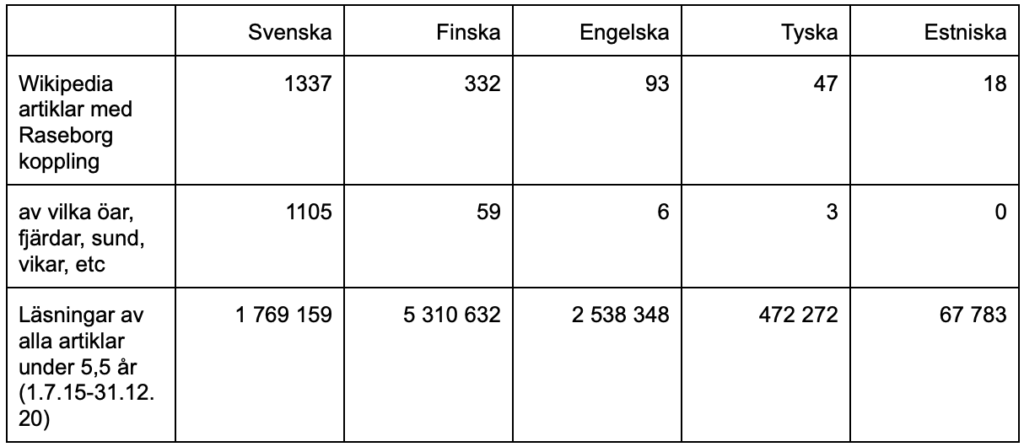 Svenska Finska Engelska Tyska Estniska
Wikipedia 1337 332 93 47 18
artiklar med
Raseborg
koppling
av vilka öar, 1105 59 6 3 0
fjärdar, sund,
vikar, etc
Läsningar av 1 769 159 5 310 632 2 538 348 472 272 67 783
alla artiklar
under 5,5 år
(1.7.15-31.12.
20)